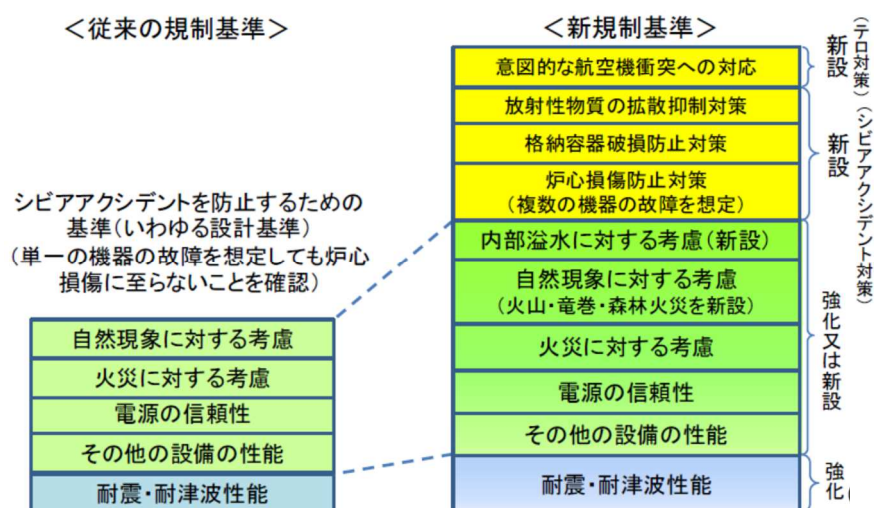 ＜従来の規制基準＞
シビアアクシデントを防止するための
基準（いわゆる設計基準）
（単一の機器の故障を想定しても炉心
損傷に至らないことを確認）
自然現象に対する考慮
火災に対する考慮
電源の信頼性
その他の設備の性能
耐震・耐津波性能
＜新規制基準＞
意図的な航空機衝突への対応
放射性物質の拡散抑制対策
格納容器破損防止対策
炉心損傷防止対策
（複数の機器の故障を想定）
内部溢水に対する考慮（新設）
自然現象に対する考慮
（火山・竜巻・森林火災を新設）
火災に対する考慮
電源の信頼性
その他の設備の性能
耐震・耐津波性能
新設
（テロ対策）
新設
（シビアアクシデント対策）
強化又は新設
強化